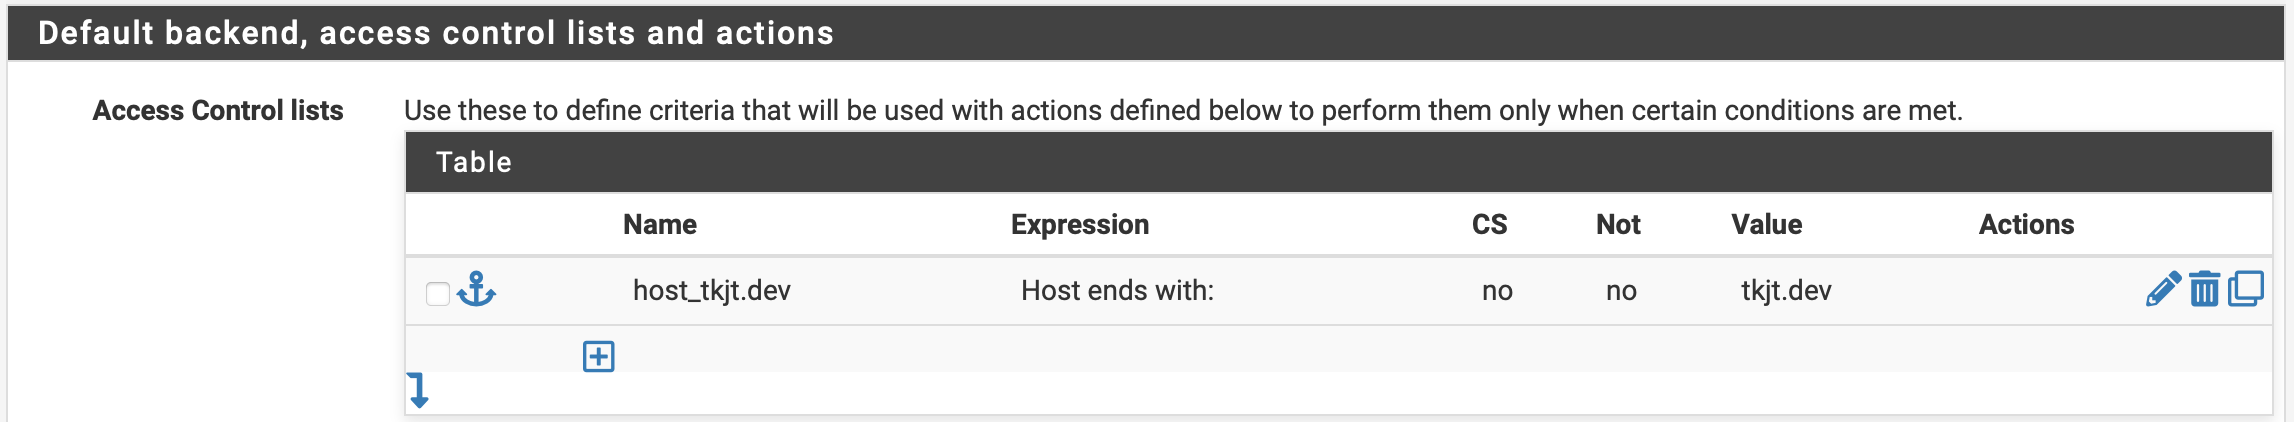 Default backend, access control lists and actions
Access Control lists Use these to define criteria that will be used with actions defined below to perform them only when certain conditions are met.
Table
Name Expression CS Not Value Actions
host_tkjt.dev Host ends with: no no tkjt.dev